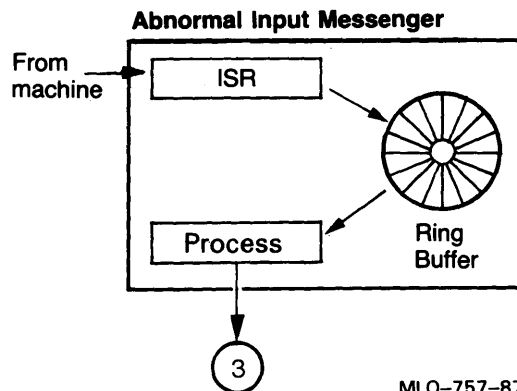 Abnormal Input Messenger
From
machine
ISR
Process
Ring
Buffer
3